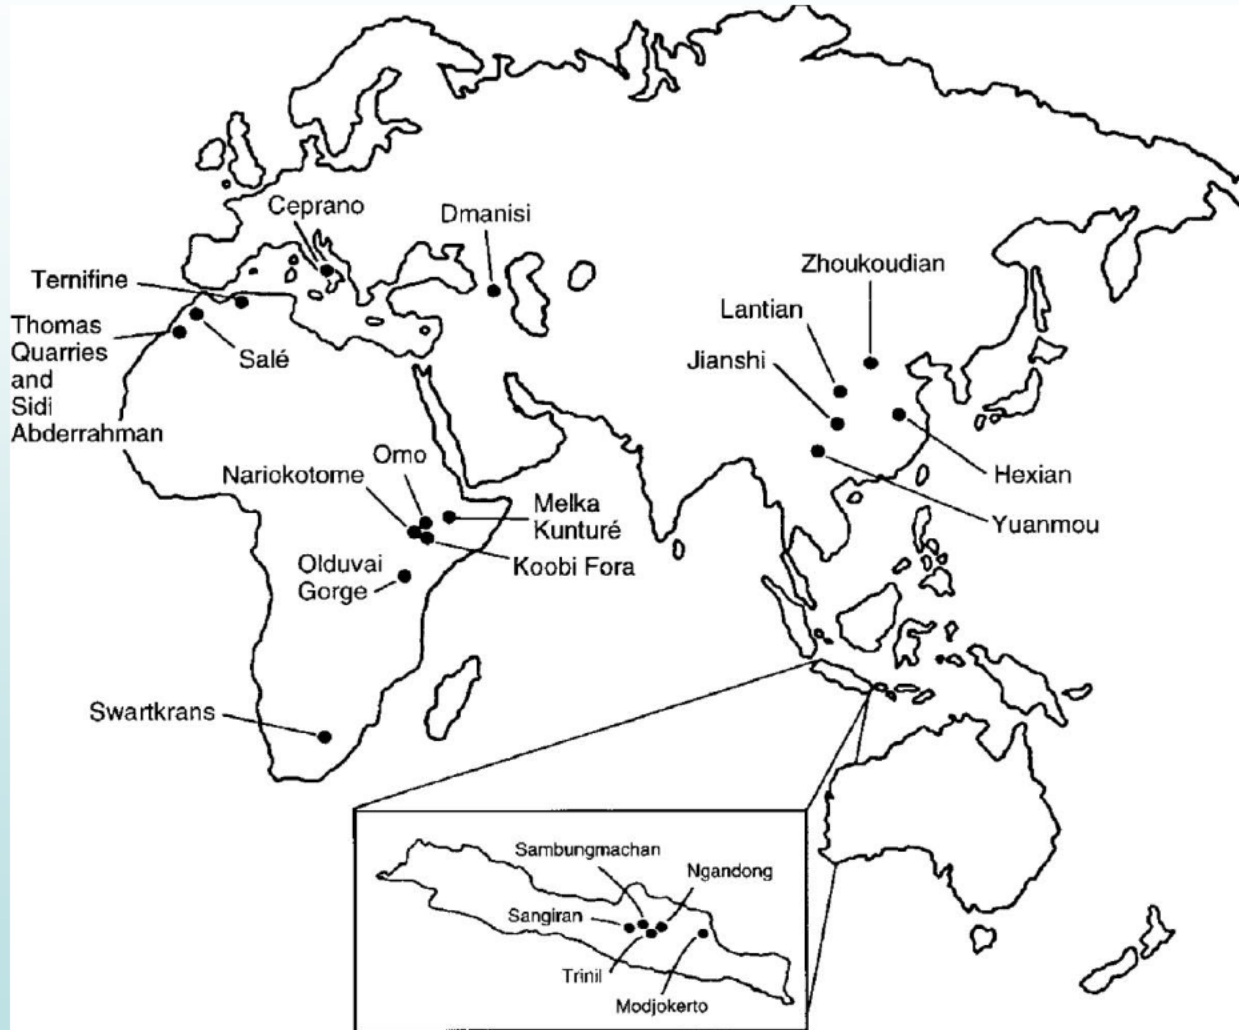 Ceprano
Dmanisi
Ternifine
Zhoukoudian
Thomas
Quarries
and
Sidi
Abderrahman
Salé
Lantian
Jianshi
Hexian
Yuanmou
Omo
Nariokotome
Melka
Kunturé
Koobi Fora
Olduvai
Gorge
Swartkrans
Sambungmachan
Ngandong
Sangiran
Trinil
Modjokerto